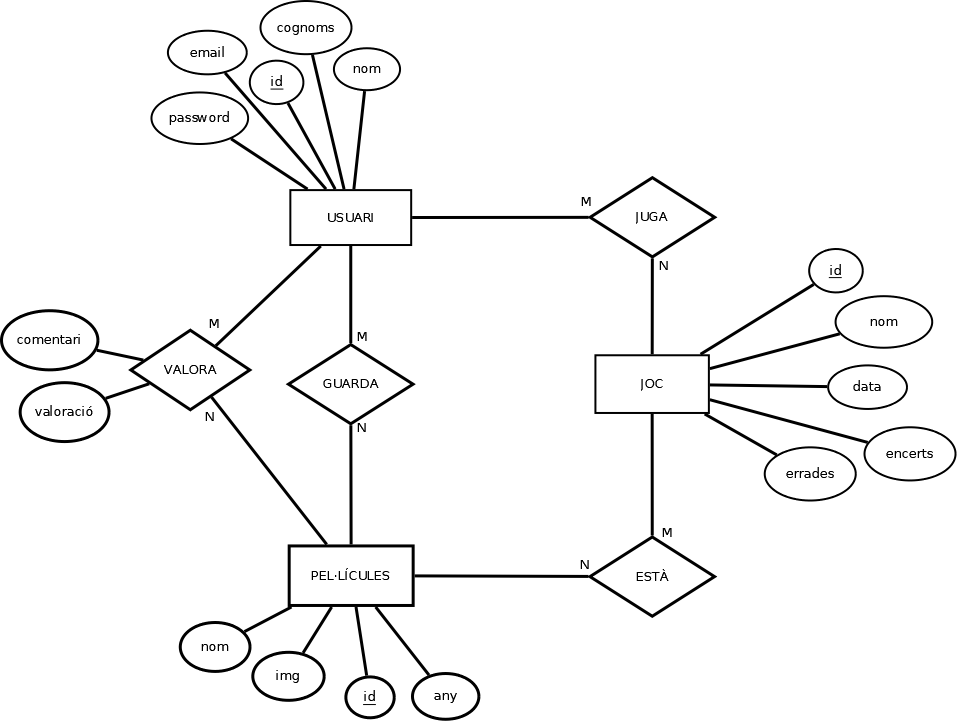 cognoms
email
nom
id
password
USUARI
M
JUGA
N
id
nom
data
encerts
errades
JOC
comentari
valoració
M
VALORA
N
M
GUARDA
N
M
N
ESTÀ
PEL·LÍCULES
nom
img
id
any